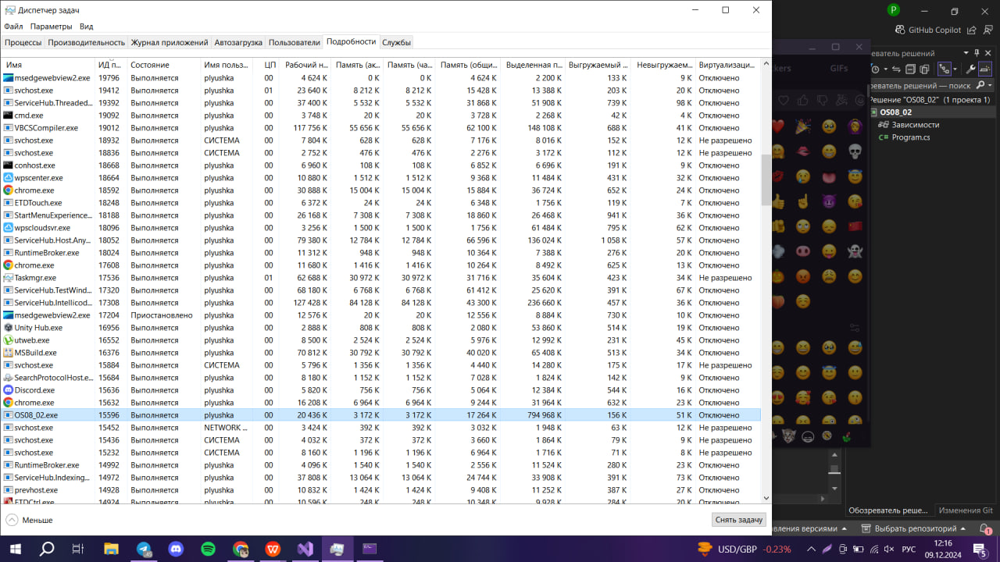 Диспетчер задач
Файл Параметры Вид
Процессы Производительность Журнал приложений Автозагрузка Пользователи Подробности Службы
Имя ИД п... Состояние Имя польз... ЦП Рабочий н... Память (ак... Память (ча... Память (общи... Выделенная п... Выгружаемый ... Невыгружаем... Виртуализаци...
msedgewebview2.exe 19796 Выполняется plyushka 00 4 624 K 0 K 0 K 4 624 K 2 200 K 133 K 9 K Отключено
svchost.exe 19412 Выполняется plyushka 01 23 640 K 8 212 K 8 212 K 15 428 K 13 388 K 203 K 20 K Отключено
ServiceHub.Threaded... 19392 Выполняется plyushka 00 37 400 K 5 532 K 5 532 K 31 868 K 51 908 K 739 K 98 K Отключено
cmd.exe 19092 Выполняется plyushka 00 3 748 K 20 K 20 K 3 728 K 2 268 K 42 K 4 K Отключено
VBCSCompiler.exe 19012 Выполняется plyushka 00 117 756 K 55 656 K 55 656 K 62 100 K 148 108 K 688 K 41 K Отключено
svchost.exe 18932 Выполняется СИСТЕМА 00 7 804 K 628 K 628 K 7 176 K 8 016 K 152 K 12 K Не разрешено
svchost.exe 18836 Выполняется СИСТЕМА 00 2 752 K 476 K 476 K 2 276 K 3 172 K 112 K 12 K Не разрешено
conhost.exe 18668 Выполняется plyushka 00 6 960 K 108 K 108 K 6 852 K 6 696 K 191 K 9 K Отключено
wpscenter.exe 18664 Выполняется plyushka 00 10 880 K 1 512 K 1 512 K 9 368 K 11 484 K 431 K 32 K Отключено
chrome.exe 18592 Выполняется plyushka 00 30 888 K 15 004 K 15 004 K 15 884 K 36 724 K 652 K 24 K Отключено
ETDTouch.exe 18248 Выполняется plyushka 00 6 372 K 24 K 24 K 6 348 K 1 756 K 119 K 7 K Отключено
StartMenuExperience... 18188 Выполняется plyushka 00 26 168 K 7 308 K 7 308 K 18 860 K 26 468 K 941 K 36 K Отключено
wpscloudsvr.exe 18096 Выполняется plyushka 00 3 256 K 1 500 K 1 500 K 1 756 K 61 484 K 795 K 62 K Отключено
ServiceHub.Host.Any... 18052 Выполняется plyushka 00 79 380 K 12 784 K 12 784 K 66 596 K 136 024 K 1 058 K 57 K Отключено
RuntimeBroker.exe 18024 Выполняется plyushka 00 11 312 K 948 K 948 K 10 364 K 7 388 K 276 K 20 K Отключено
chrome.exe 17608 Выполняется plyushka 00 11 680 K 1 416 K 1 416 K 10 264 K 8 492 K 625 K 13 K Отключено
Taskmgr.exe 17536 Выполняется plyushka 01 62 688 K 30 972 K 30 972 K 31 716 K 35 604 K 423 K 34 K Не разрешено
ServiceHub.TestWind... 17320 Выполняется plyushka 00 68 180 K 6 768 K 6 768 K 61 412 K 25 620 K 391 K 67 K Отключено
ServiceHub.Intellicod... 17308 Выполняется plyushka 00 127 428 K 84 128 K 84 128 K 43 300 K 236 660 K 457 K 36 K Отключено
msedgewebview2.exe 17204 Приостановлено plyushka 00 12 576 K 20 K 20 K 12 556 K 8 884 K 730 K 10 K Отключено
Unity Hub.exe 16956 Выполняется plyushka 00 2 888 K 808 K 808 K 2 080 K 53 860 K 514 K 19 K Отключено
utweb.exe 16552 Выполняется plyushka 00 8 500 K 2 524 K 2 524 K 5 976 K 12 992 K 231 K 45 K Отключено
MSBuild.exe 16376 Выполняется plyushka 00 70 812 K 30 792 K 30 792 K 40 020 K 65 408 K 513 K 34 K Отключено
svchost.exe 15884 Выполняется СИСТЕМА 00 5 796 K 1 356 K 1 356 K 4 440 K 14 280 K 175 K 17 K Не разрешено
SearchProtocolHost.e... 15684 Выполняется plyushka 00 8 180 K 1 152 K 1 152 K 7 028 K 1 824 K 142 K 9 K Отключено
Discord.exe 15636 Выполняется plyushka 00 5 820 K 756 K 756 K 5 064 K 12 384 K 544 K 16 K Отключено
chrome.exe 15632 Выполняется plyushka 00 16 208 K 6 964 K 6 964 K 9 244 K 31 964 K 632 K 23 K Отключено
OS08_02.exe 15596 Выполняется plyushka 00 20 436 K 3 172 K 3 172 K 17 264 K 794 968 K 156 K 51 K Отключено
svchost.exe 15452 Выполняется NETWORK ... 00 3 424 K 392 K 392 K 3 032 K 1 948 K 63 K 12 K Не разрешено
svchost.exe 15436 Выполняется СИСТЕМА 00 4 032 K 372 K 372 K 3 660 K 1 864 K 79 K 9 K Не разрешено
svchost.exe 15232 Выполняется СИСТЕМА 00 8 160 K 1 196 K 1 196 K 6 964 K 1 716 K 71 K 8 K Не разрешено
RuntimeBroker.exe 14992 Выполняется plyushka 00 4 096 K 1 540 K 1 540 K 2 556 K 11 524 K 280 K 23 K Отключено
ServiceHub.Indexing... 14972 Выполняется plyushka 00 37 808 K 13 064 K 13 064 K 24 744 K 33 908 K 391 K 73 K Отключено
prevhost.exe 14928 Выполняется plyushka 00 10 832 K 1 424 K 1 424 K 9 408 K 11 252 K 387 K 27 K Отключено
ETDCtrl.exe 14924 Выполняется plyushka 00 10 596 K 248 K 248 K 10 348 K 9 928 K 284 K 20 K Отключено
Меньше Снять задачу
P
GitHub Copilot
ckers GIFs
еватель решений
реватель решений — поиск
Решение "OS08_02" (1 проекта 1)
OS08_02
Зависимости
C# Program.cs
Обозреватель реше... Изменения Git
вления версиями Выбрать репозиторий 1
45 USD/GBP -0.23% РУС 12:16
09.12.2024 5